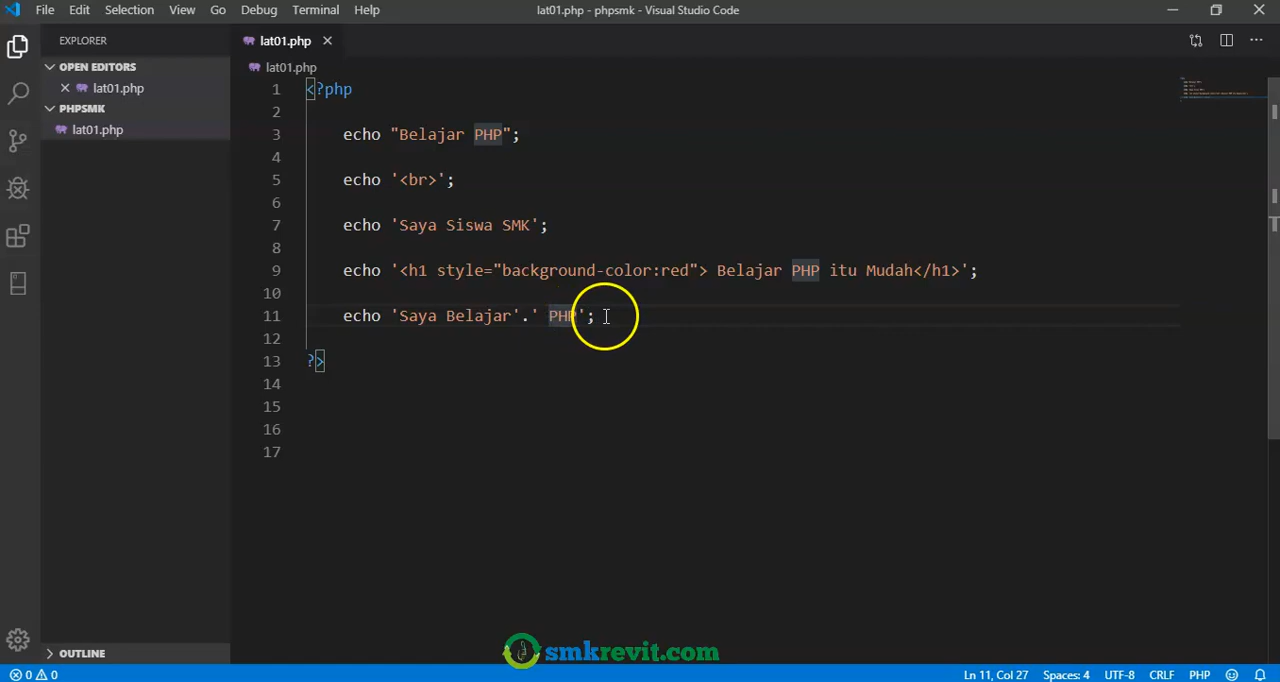 File Edit Selection View Go Debug Terminal Help lat01.php - phpsmk - Visual Studio Code
EXPLORER
OPEN EDITORS
lat01.php
PHPSMK
lat01.php
OUTLINE
lat01.php
lat01.php
1 <?php
2
3 echo "Belajar PHP";
4
5 echo '<br>';
6
7 echo 'Saya Siswa SMK';
8
9 echo '<h1 style="background-color:red"> Belajar PHP itu Mudah</h1>';
10
11 echo 'Saya Belajar'.' PHP';
12
13 ?>
14
15
16
17
smkrevit.com
0 0 Ln 11, Col 27 Spaces: 4 UTF-8 CRLF PHP